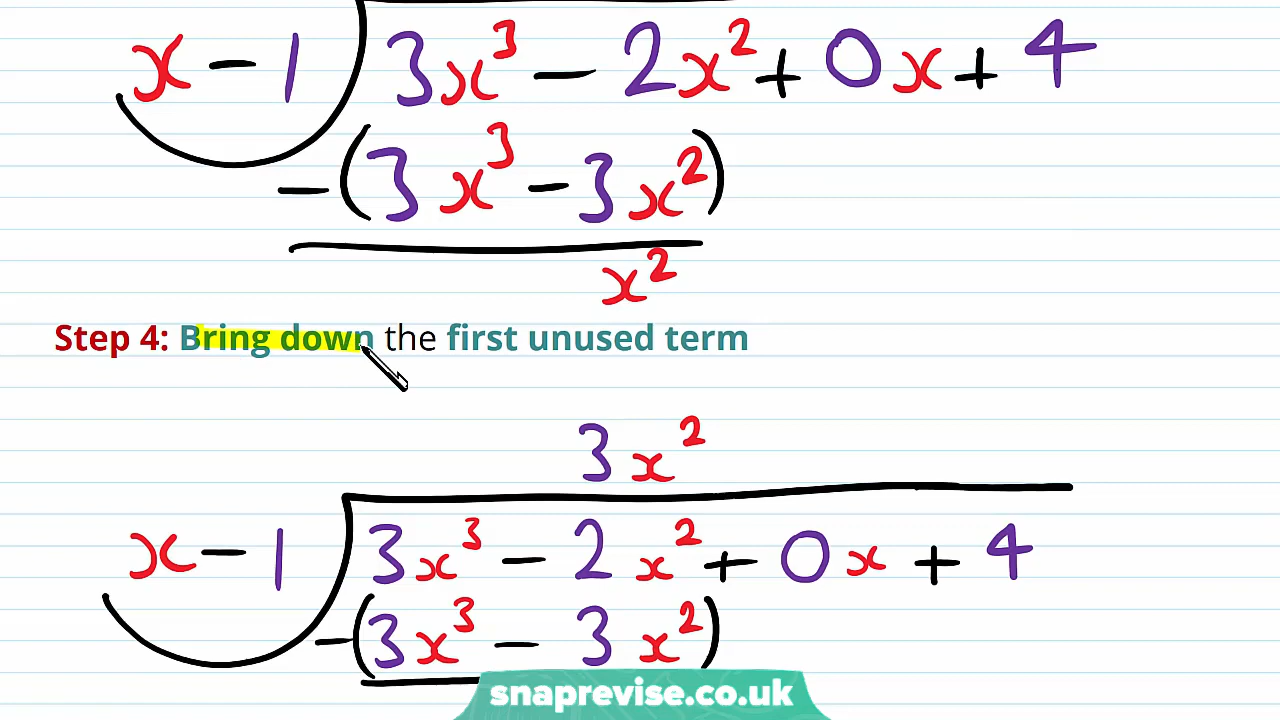 x - 1 3x³ - 2x² + 0x + 4
-(3x³ - 3x²)
x²
Step 4: Bring down the first unused term
3x²
x - 1 3x³ - 2x² + 0x + 4
-(3x³ - 3x²)
snaprevise.co.uk